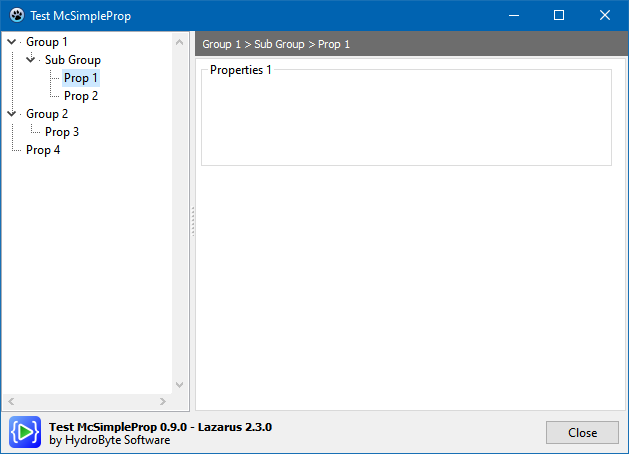 Test McSimpleProp
Group 1
Sub Group
Prop 1
Prop 2
Group 2
Prop 3
Prop 4
Group 1 > Sub Group > Prop 1
Properties 1
Test McSimpleProp 0.9.0 - Lazarus 2.3.0
by HydroByte Software
Close